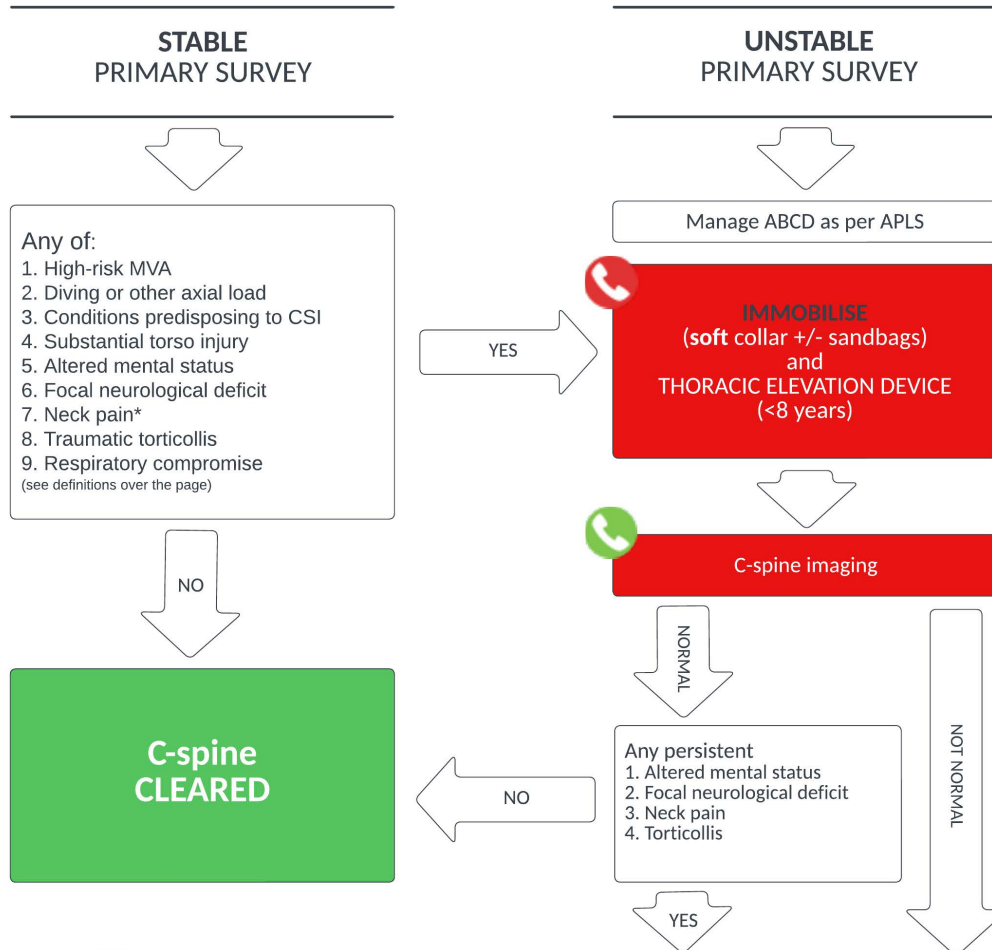 STABLE
PRIMARY SURVEY
Any of:
1. High-risk MVA
2. Diving or other axial load
3. Conditions predisposing to CSI
4. Substantial torso injury
5. Altered mental status
6. Focal neurological deficit
7. Neck pain*
8. Traumatic torticollis
9. Respiratory compromise
(see definitions over the page)
YES
NO
C-spine
CLEARED
UNSTABLE
PRIMARY SURVEY
Manage ABCD as per APLS
IMMOBILISE
(soft collar +/- sandbags)
and
THORACIC ELEVATION DEVICE
(<8 years)
C-spine imaging
NORMAL
NOT NORMAL
Any persistent
1. Altered mental status
2. Focal neurological deficit
3. Neck pain
4. Torticollis
NO
YES